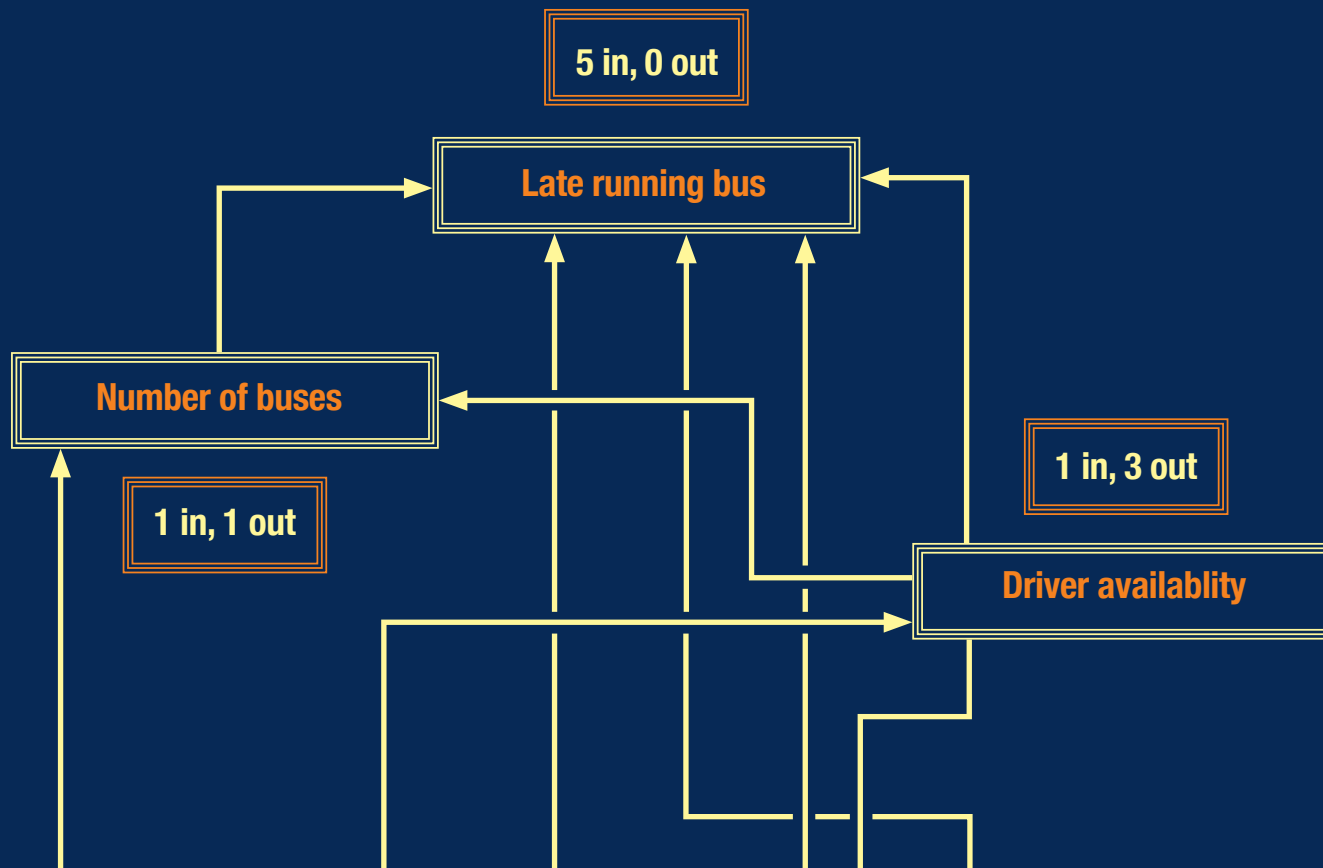 5 in, 0 out
Late running bus
Number of buses
1 in, 3 out
1 in, 1 out
Driver availablity